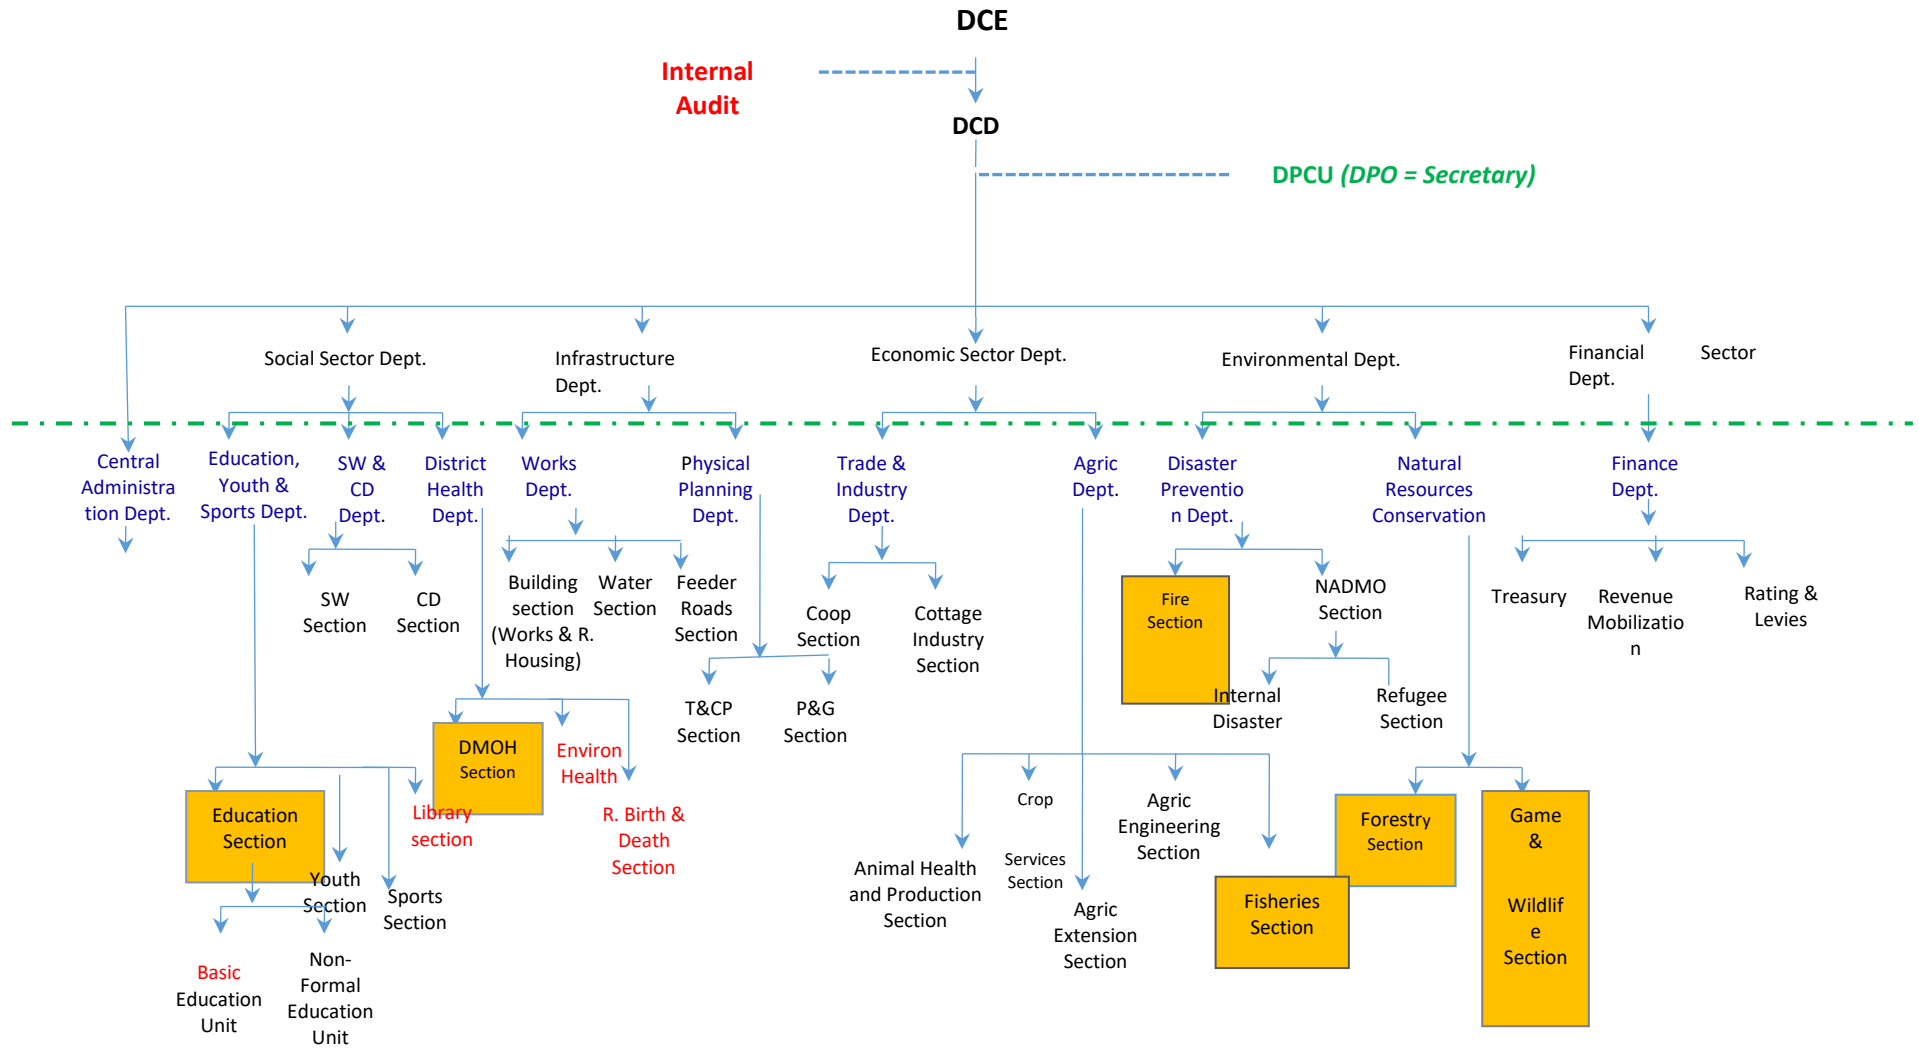 DCE
Internal
Audit
DCD
DPCU (DPO = Secretary)
Social Sector Dept.
Infrastructure
Dept.
Economic Sector Dept.
Environmental Dept.
Financial Sector
Dept.
Central
Administra
tion Dept.
Education,
Youth &
Sports Dept.
SW &
CD
Dept.
District
Health
Dept.
Works
Dept.
Physical
Planning
Dept.
Trade &
Industry
Dept.
Agric
Dept.
Disaster
Preventio
n Dept.
Natural
Resources
Conservation
Finance
Dept.
SW
Section
CD
Section
Building
section
(Works & R.
Housing)
Water
Section
Feeder
Roads
Section
Coop
Section
Cottage
Industry
Section
Fire
Section
NADMO
Section
Treasury
Revenue
Mobilizatio
n
Rating &
Levies
T&CP
Section
P&G
Section
Internal
Disaster
Refugee
Section
DMOH
Section
Environ
Health
R. Birth &
Death
Section
Education
Section
Library
section
Youth
Section
Sports
Section
Crop
Services
Section
Agric
Engineering
Section
Animal Health
and Production
Section
Agric
Extension
Section
Fisheries
Section
Forestry
Section
Game
&
Wildlif
e
Section
Basic
Education
Unit
Non-
Formal
Education
Unit